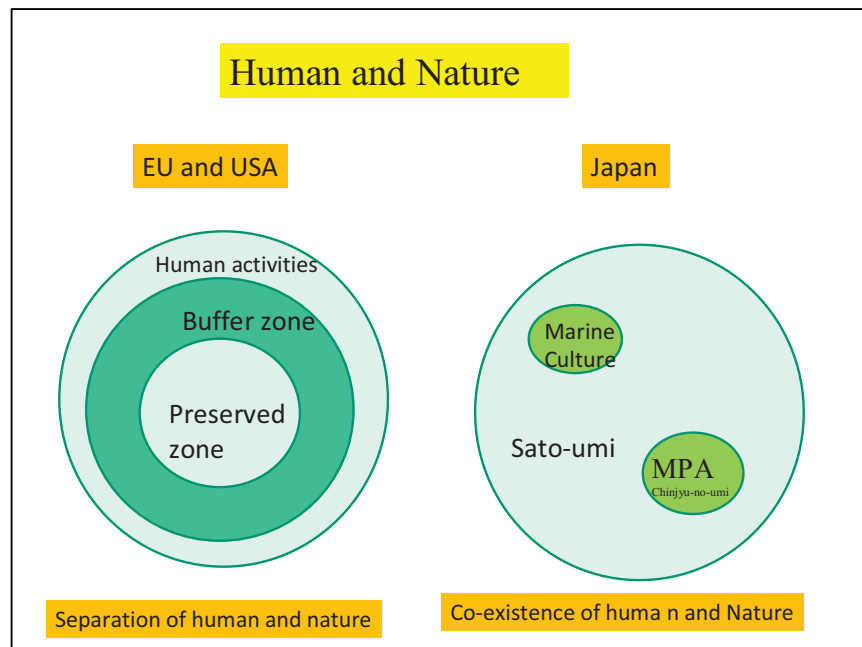 Human and Nature
EU and USA
Japan
Human activities
Buffer zone
Preserved
zone
Marine
Culture
Sato-umi
MPA
Chinjyu-no-umi
Separation of human and nature
Co-existence of huma n and Nature